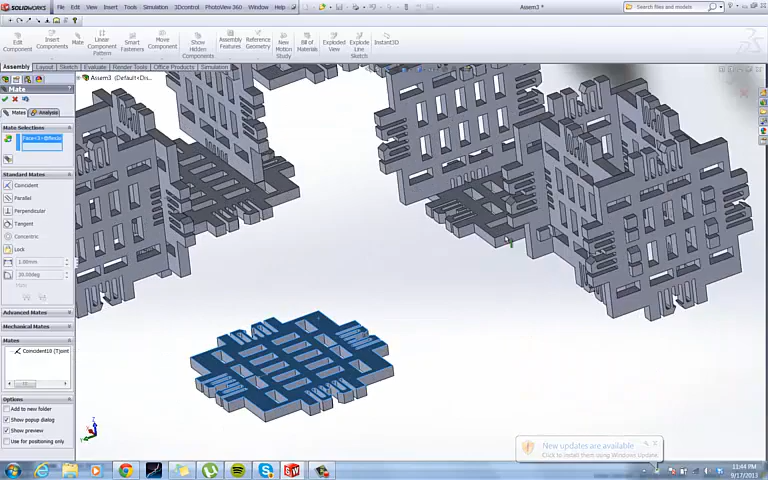 SOLIDWORKS
File Edit View Insert Tools Simulation 3Dcontrol PhotoView 360 Window Help
Assem3 *
Search files and models
Edit Component
Insert Components
Mate
Linear Component Pattern
Smart Fasteners
Move Component
Show Hidden Components
Assembly Features
Reference Geometry
New Motion Study
Bill of Materials
Exploded View
Explode Line Sketch
Instant3D
Assembly Layout Sketch Evaluate Render Tools Office Products Simulation
Assem3 (Default<Dis...
Mate
Mates Analysis
Mate Selections
Standard Mates
Coincident
Parallel
Perpendicular
Tangent
Concentric
Lock
1.00mm
30.00deg
Advanced Mates
Mechanical Mates
Mates
Options
Add to new folder
Show popup dialog
Show preview
Use for positioning only
New updates are available
Click to install them using Windows Update.
11:44 PM
9/17/2013